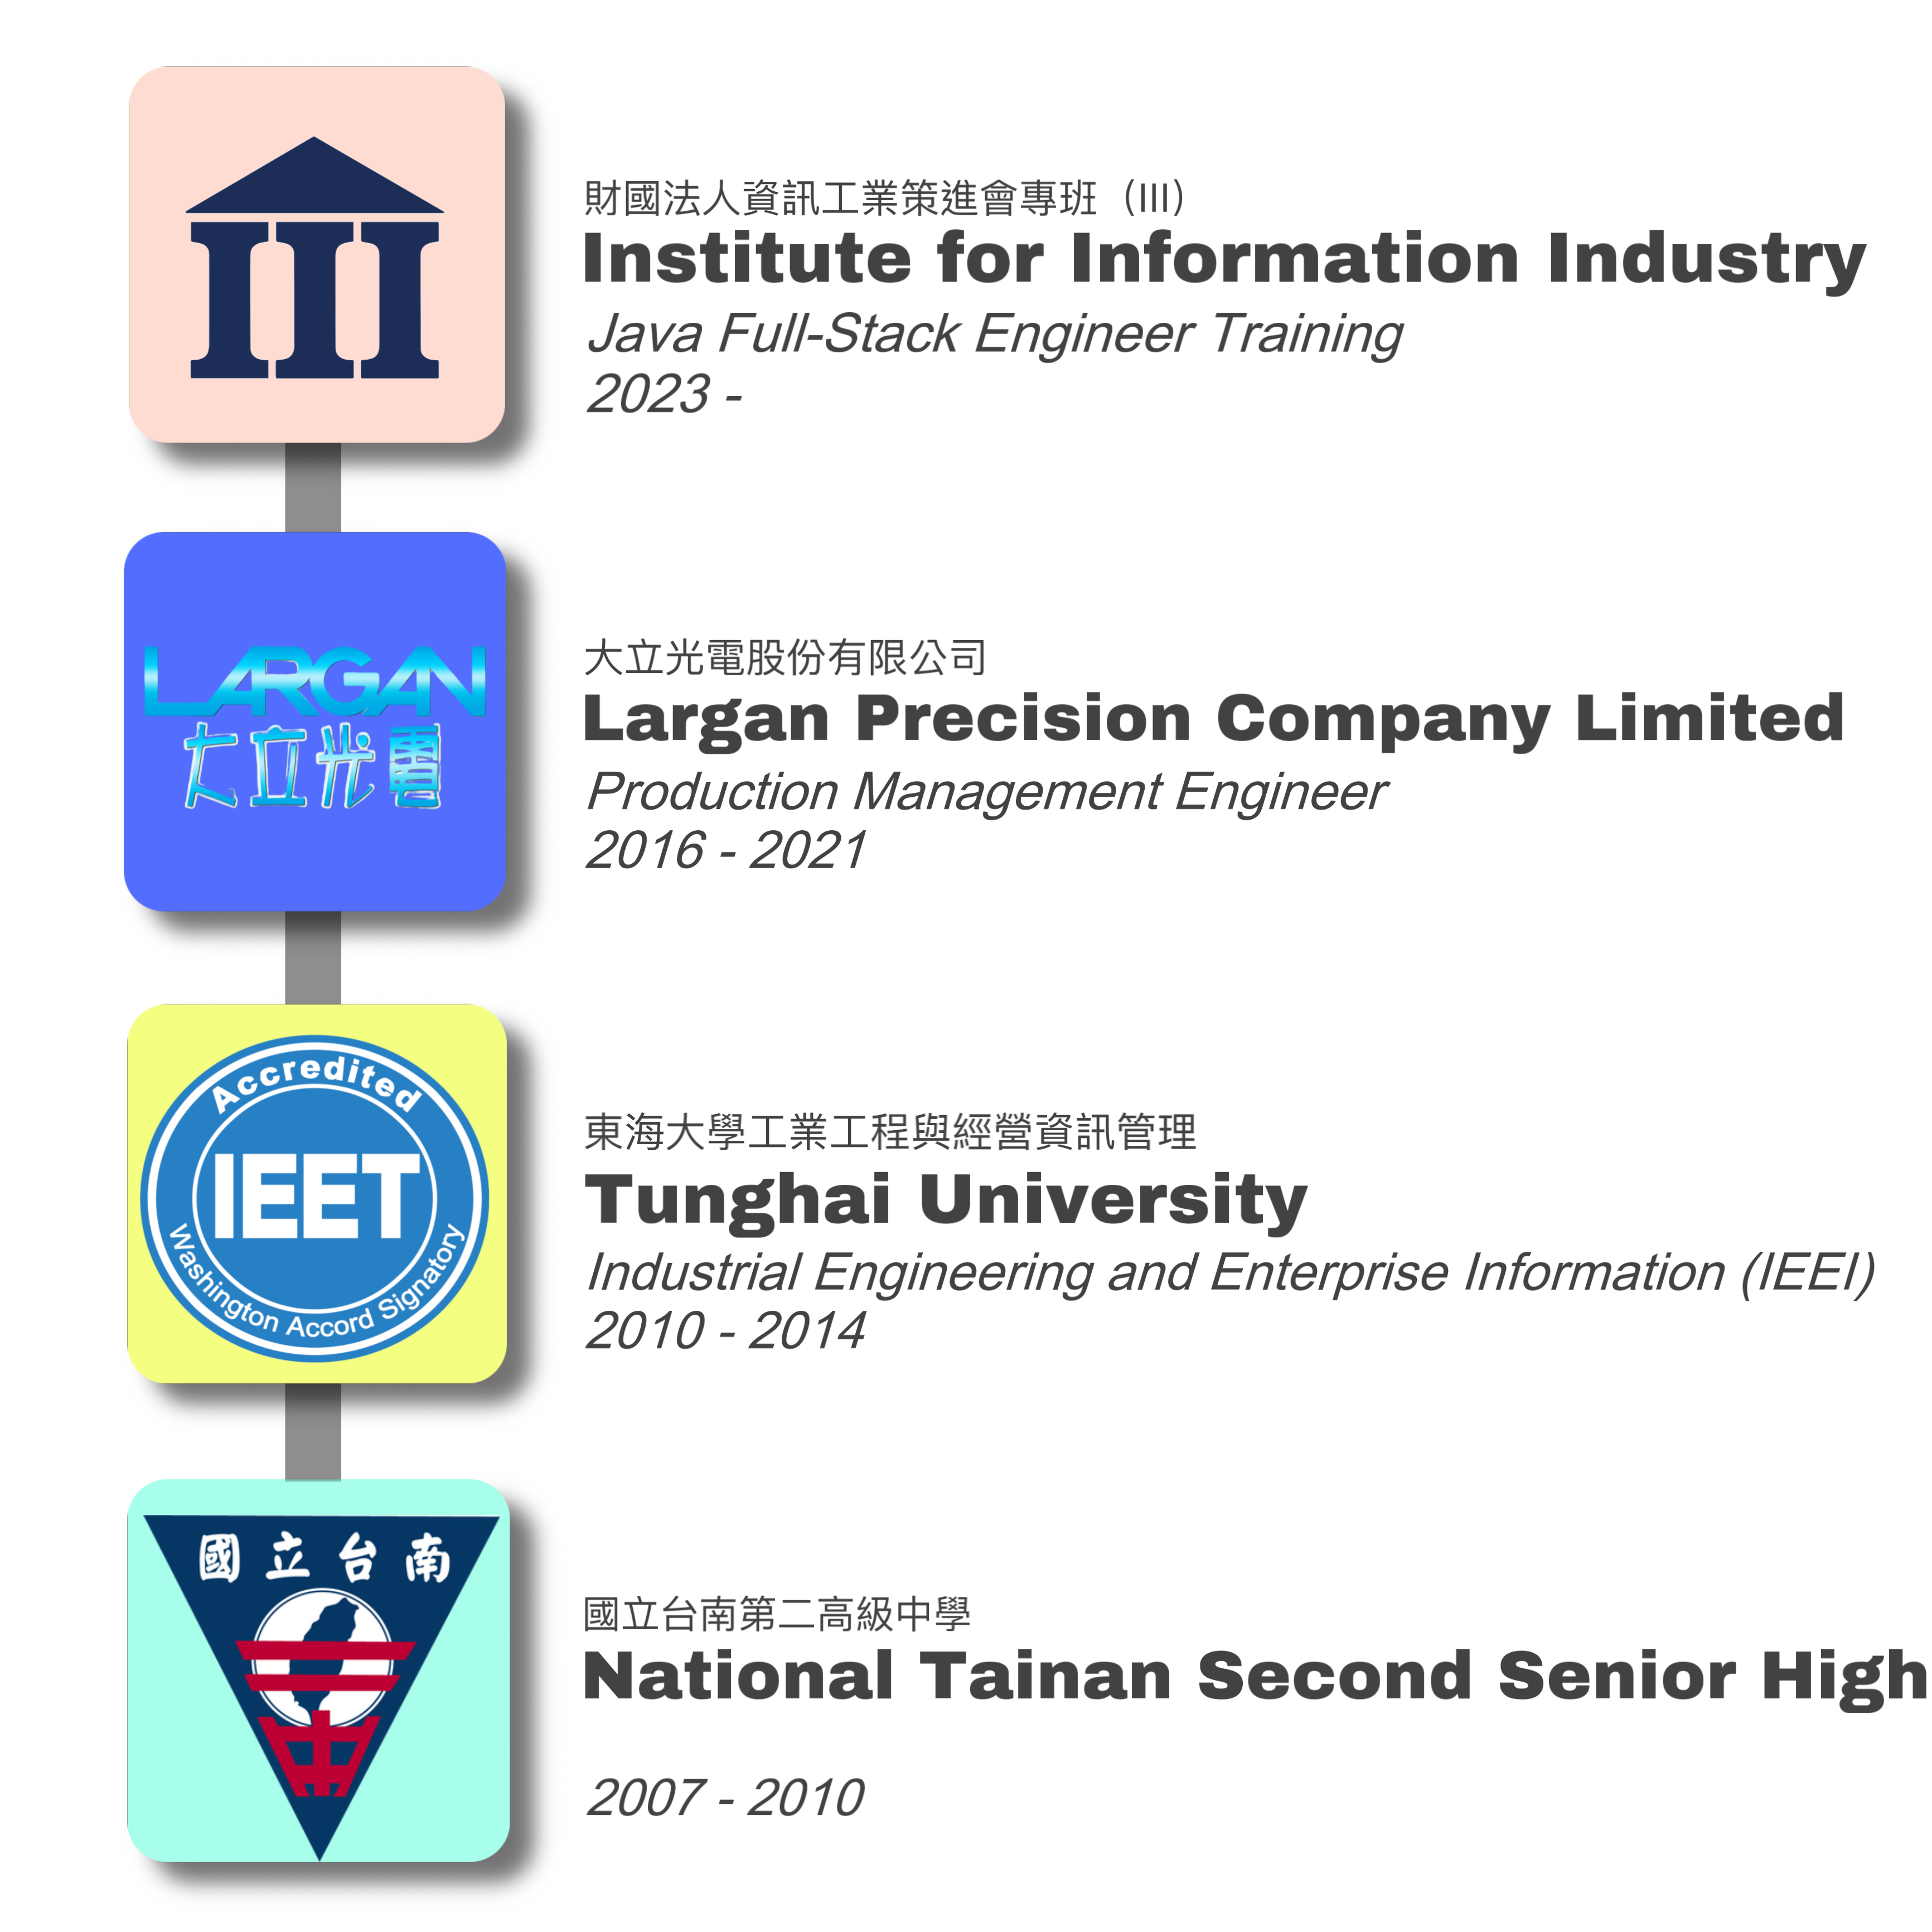 財國法人資訊工業策進會專班 (III)
Institute for Information Industry
Java Full-Stack Engineer Training
2023 -
LARGAN
大立光電
大立光電股份有限公司
Largan Precision Company Limited
Production Management Engineer
2016 - 2021
Accredited
IEET
Washington Accord Signatory
東海大學工業工程與經營資訊管理
Tunghai University
Industrial Engineering and Enterprise Information (IEEI)
2010 - 2014
國立台南
二中
國立台南第二高級中學
National Tainan Second Senior High
2007 - 2010